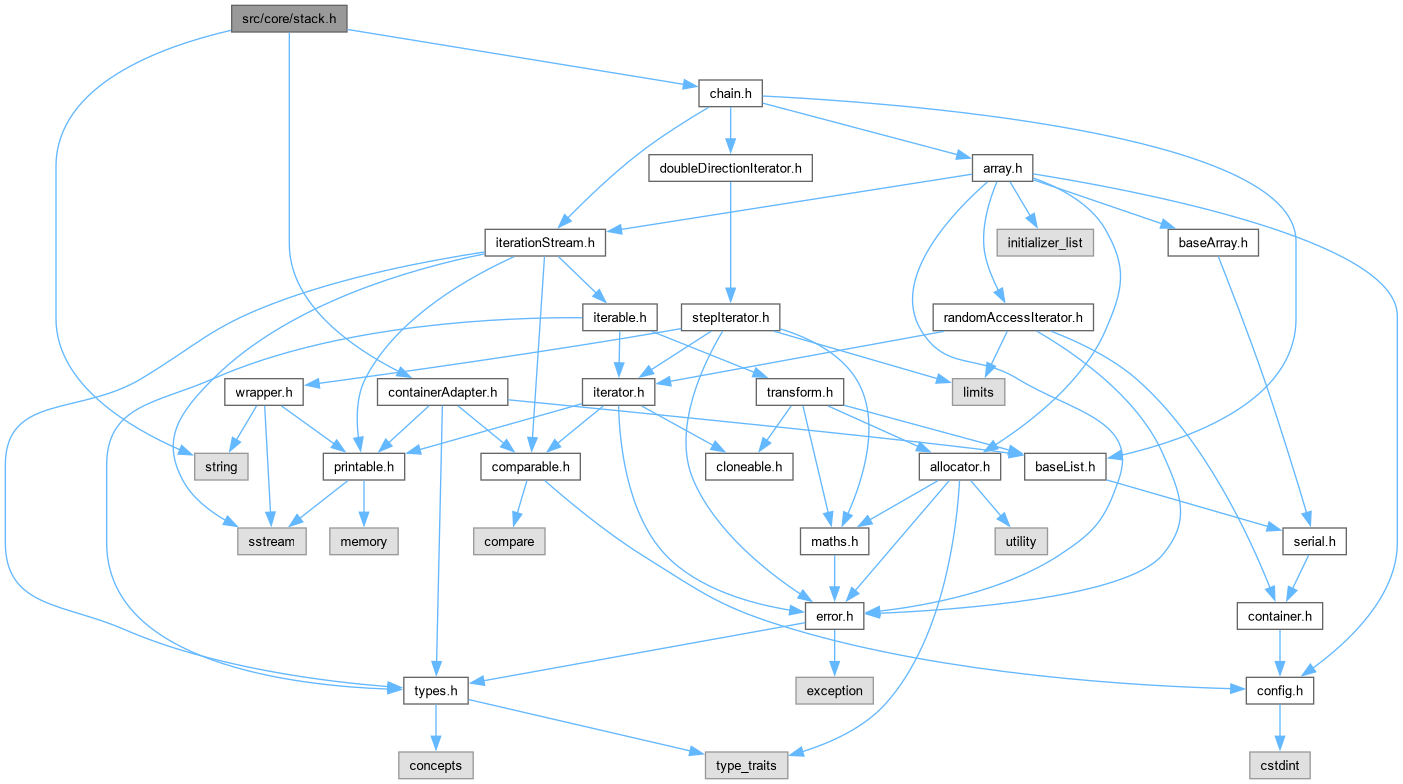 src/core/stack.h
chain.h
doubleDirectionIterator.h
array.h
iterationStream.h
initializer_list
baseArray.h
iterable.h
stepIterator.h
randomAccessIterator.h
wrapper.h
containerAdapter.h
iterator.h
transform.h
limits
string
printable.h
comparable.h
cloneable.h
allocator.h
baseList.h
sstream
memory
compare
maths.h
utility
serial.h
error.h
container.h
types.h
exception
config.h
concepts
type_traits
cstdint